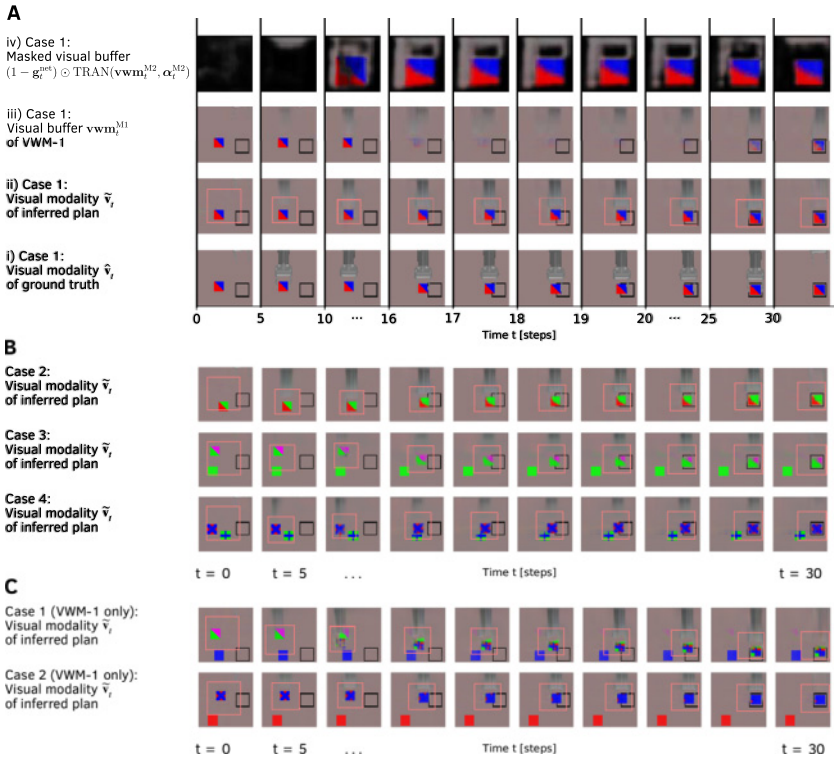 A
iv) Case 1:
Masked visual buffer
(1 − g_t^net) ⊙ TRAN(vwm_t^M2, α_t^M2)
iii) Case 1:
Visual buffer vwm_t^M1
of VWM-1
ii) Case 1:
Visual modality ṽ_t
of inferred plan
i) Case 1:
Visual modality v̂_t
of ground truth
0 5 10 ... 16 17 18 19 20 ... 25 30
Time t [steps]
B
Case 2:
Visual modality ṽ_t
of inferred plan
Case 3:
Visual modality ṽ_t
of inferred plan
Case 4:
Visual modality ṽ_t
of inferred plan
t = 0 t = 5 ... Time t [steps] t = 30
C
Case 1 (VWM-1 only):
Visual modality ṽ_t
of inferred plan
Case 2 (VWM-1 only):
Visual modality ṽ_t
of inferred plan
t = 0 t = 5 ... Time t [steps] t = 30